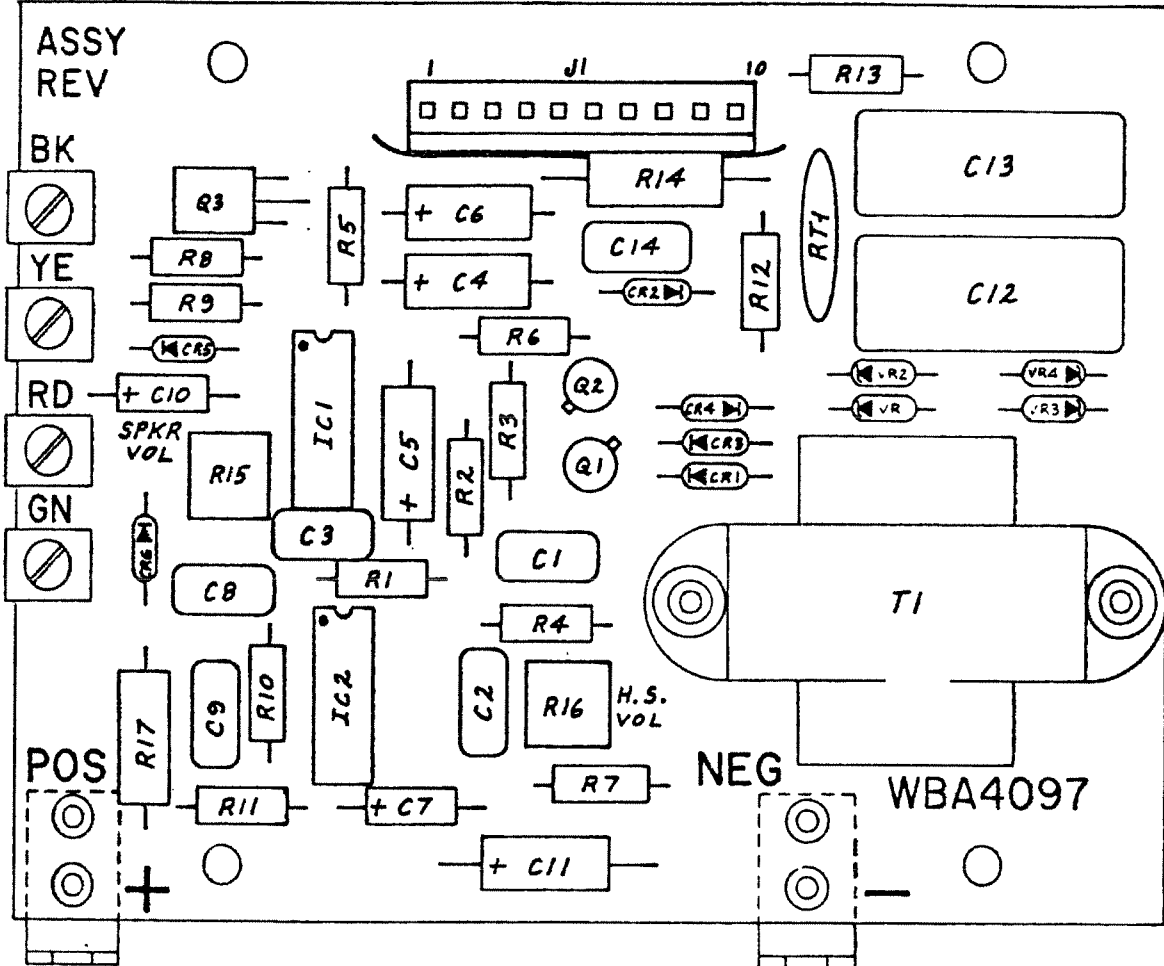 ASSY
REV
1 J1 10
R13
BK
C13
Q3
R5
+ C6
R14
RT1
C14
R8
YE
R12
R9
+ C4
CR2
C12
R6
CR5
IC1
Q2
VR2
VR4
RD
+ C10
C5 +
R3
CR4
VR
VR3
SPKR
VOL
R15
R2
Q1
CR3
CR1
GN
CR6
C3
C1
C8
R1
T1
R4
IC2
R10
C9
C2
R16
H.S.
VOL
R17
POS
NEG
R7
WBA4097
R11
+ C7
+ C11
+
−